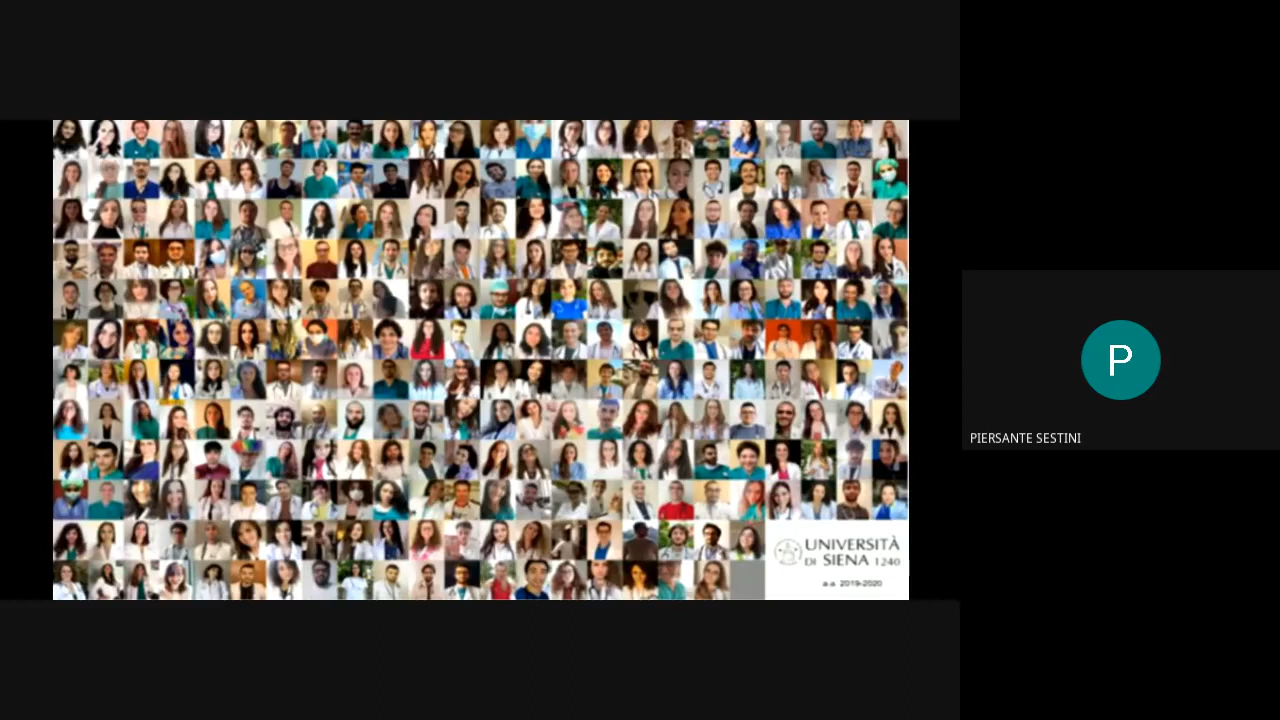 UNIVERSITÀ
DI SIENA 1240
a.a. 2019-2020
P
PIERSANTE SESTINI